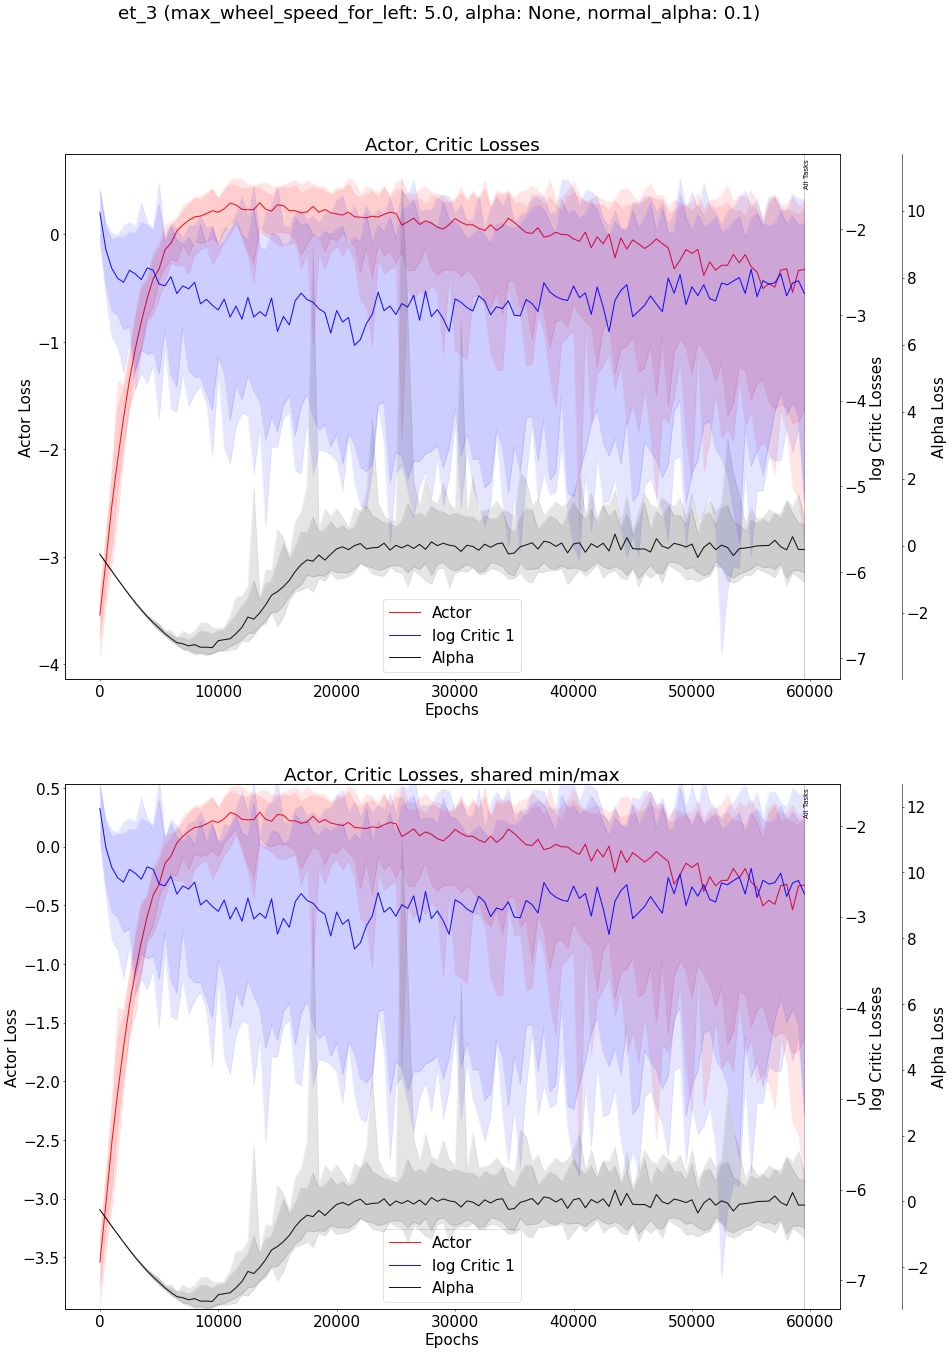 et_3 (max_wheel_speed_for_left: 5.0, alpha: None, normal_alpha: 0.1)
Actor, Critic Losses
All Tasks
0
−1
−2
−3
−4
Actor Loss
−2
−3
−4
−5
−6
−7
log Critic Losses
10
8
6
4
2
0
−2
Alpha Loss
Actor
log Critic 1
Alpha
0 10000 20000 30000 40000 50000 60000
Epochs
Actor, Critic Losses, shared min/max
All Tasks
0.5
0.0
−0.5
−1.0
−1.5
−2.0
−2.5
−3.0
−3.5
Actor Loss
−2
−3
−4
−5
−6
−7
log Critic Losses
12
10
8
6
4
2
0
−2
Alpha Loss
Actor
log Critic 1
Alpha
0 10000 20000 30000 40000 50000 60000
Epochs